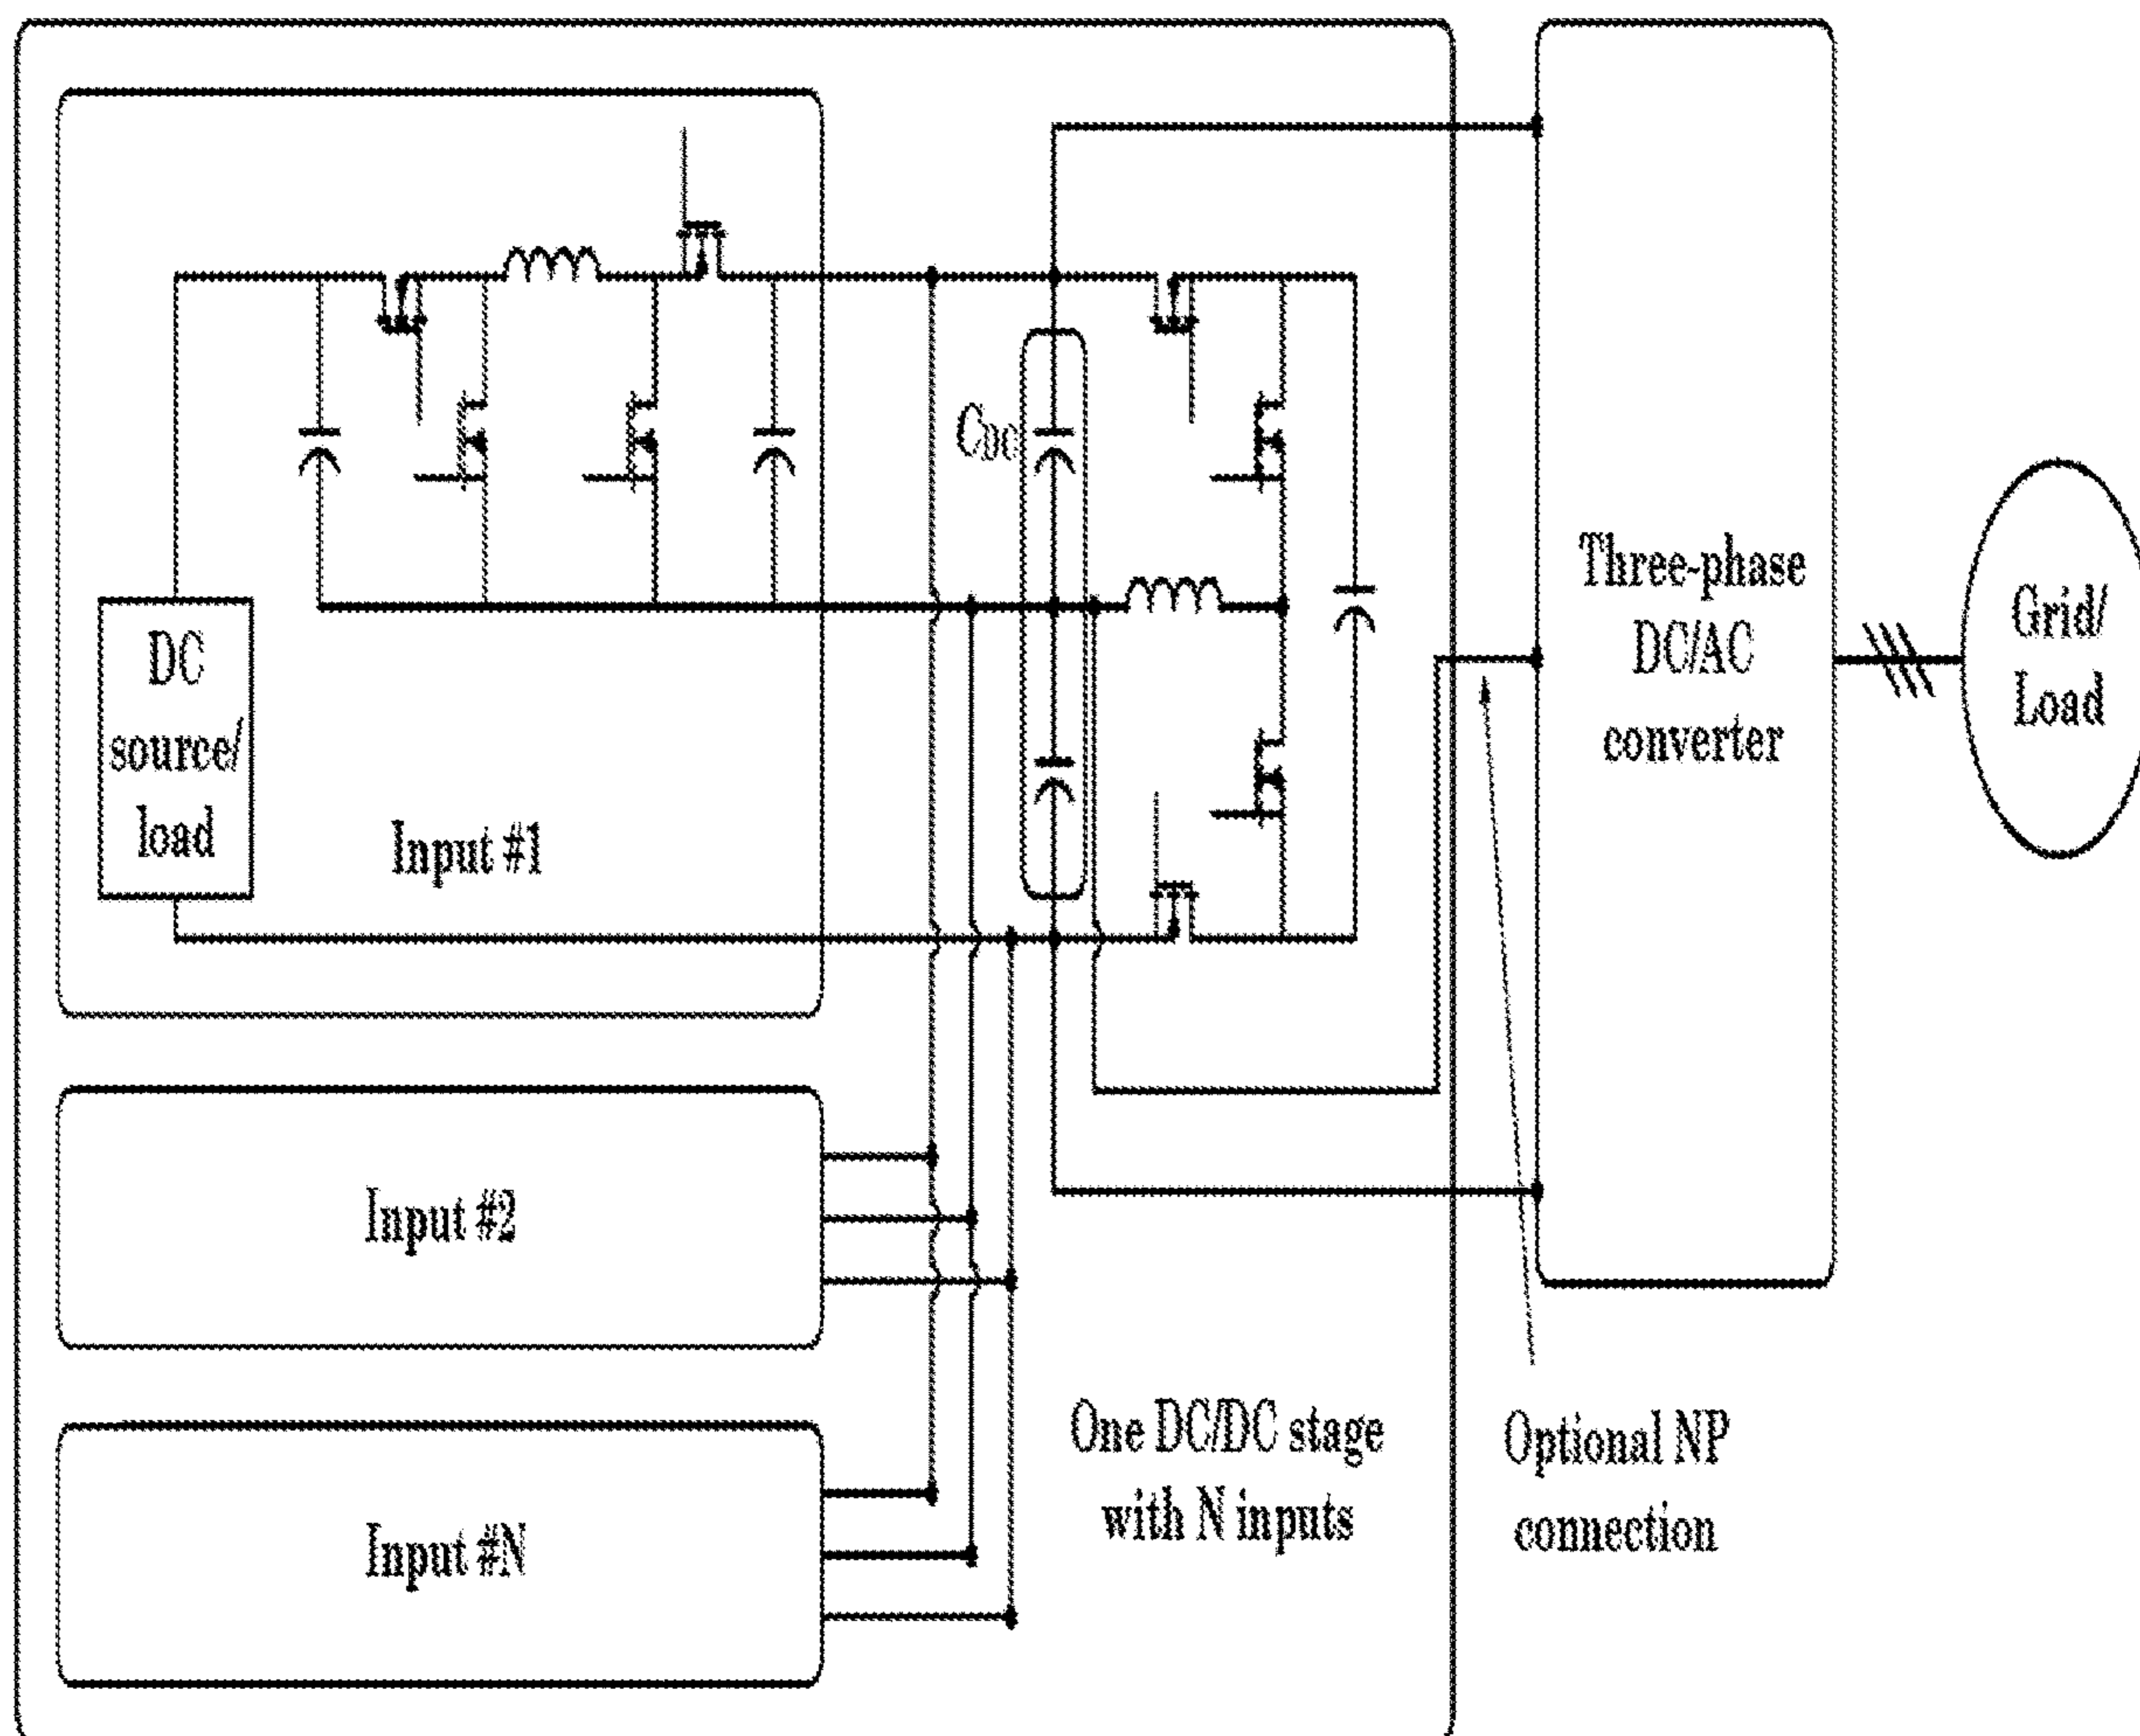 C_DC
DC
source/
load
Input #1
Three-phase
DC/AC
converter
Grid/
Load
Input #2
Input #N
One DC/DC stage
with N inputs
Optional NP
connection